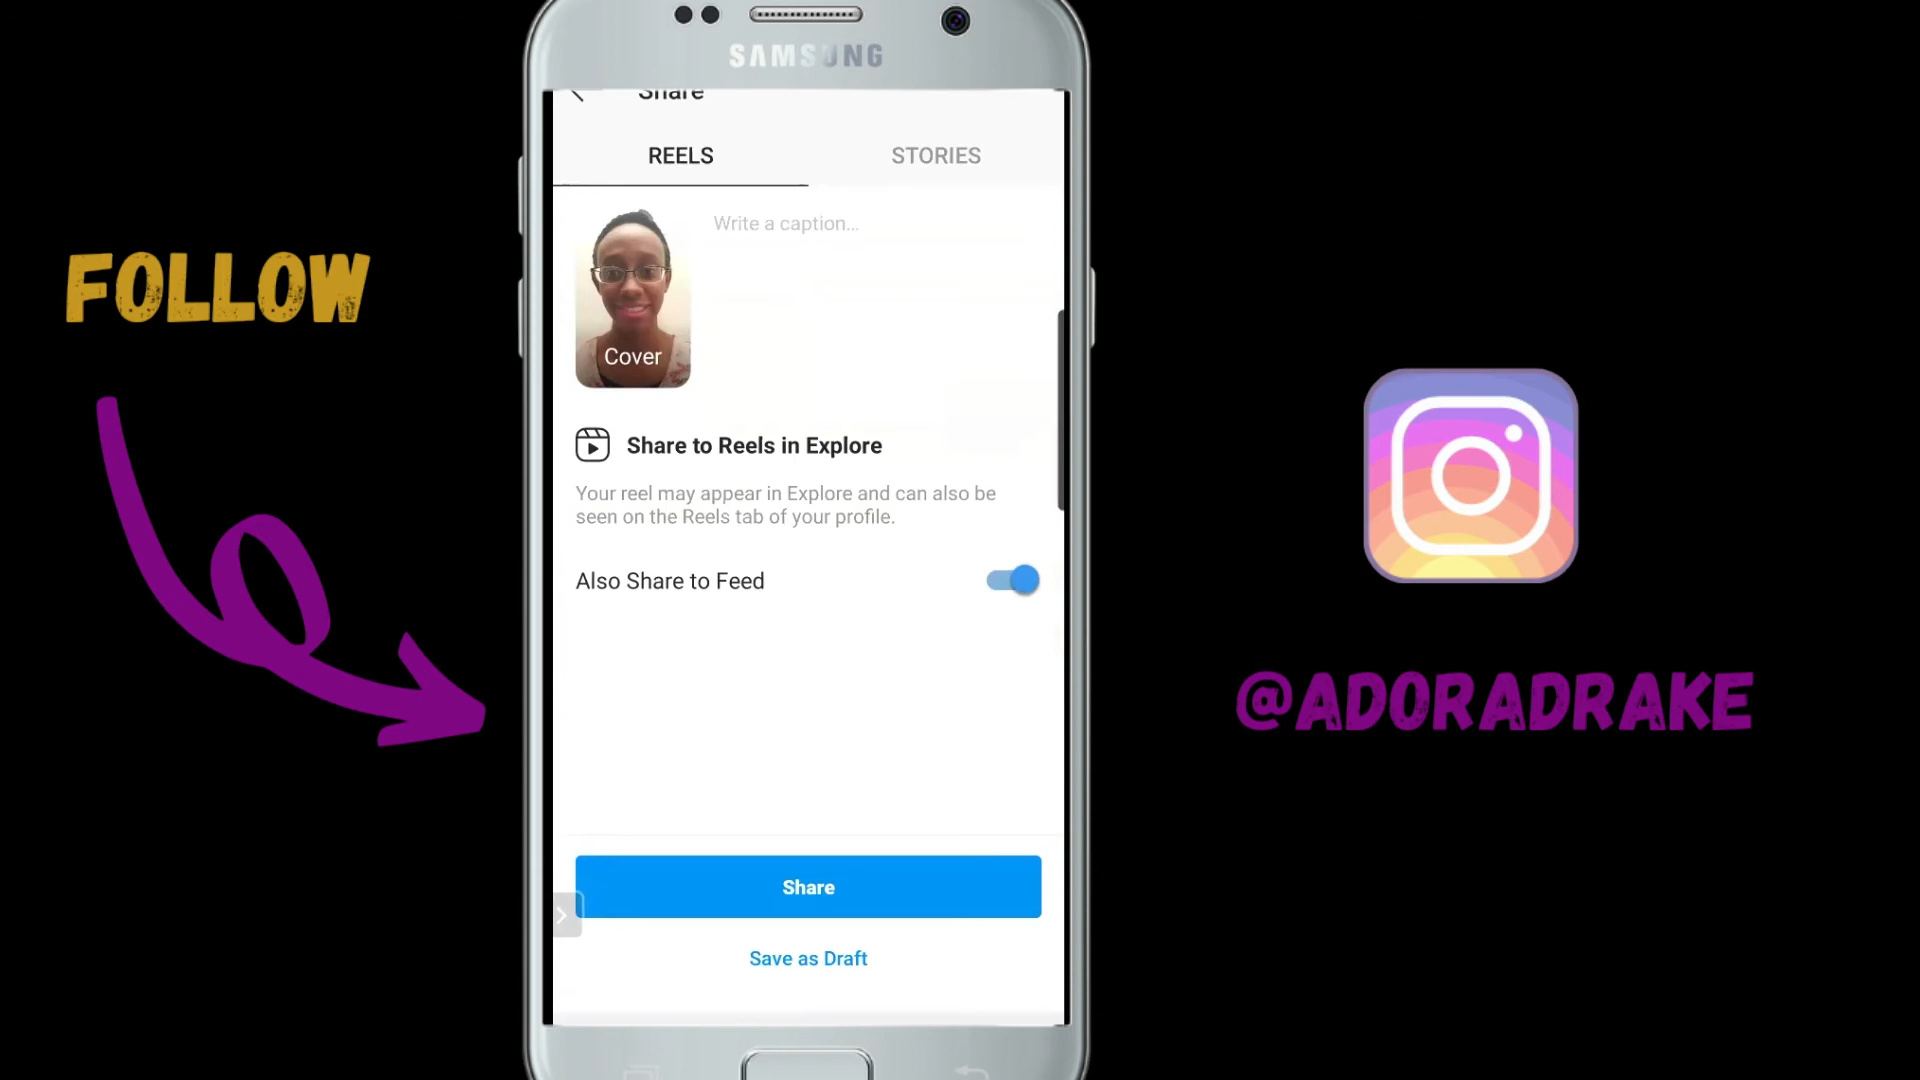 SAMSUNG
Share
REELS
STORIES
Write a caption...
Cover
Share to Reels in Explore
Your reel may appear in Explore and can also be
seen on the Reels tab of your profile.
Also Share to Feed
Share
Save as Draft
FOLLOW
@ADORADRAKE